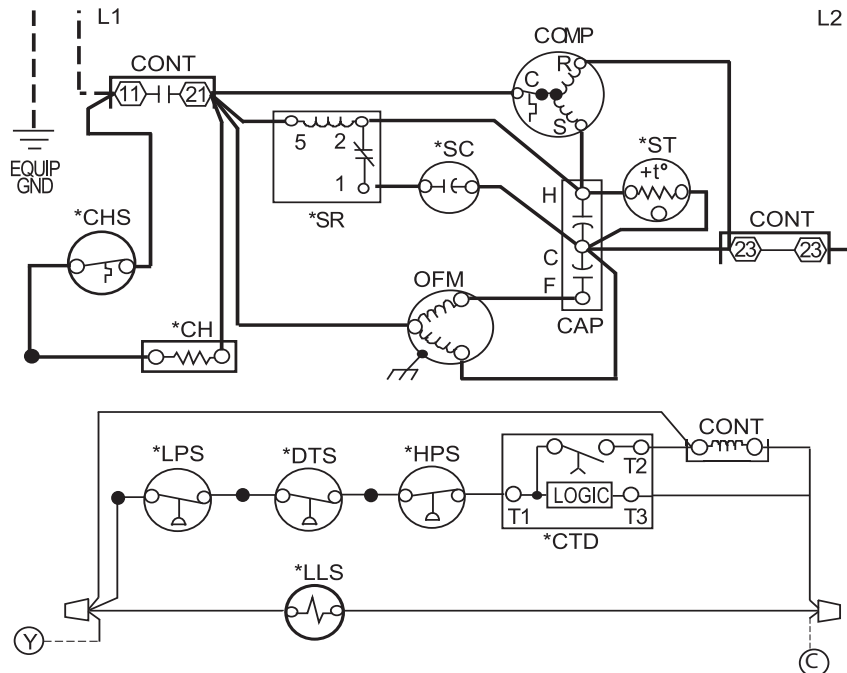 L1
L2
CONT
11
21
COMP
R
C
S
5
2
1
*SR
*SC
*ST
+t°
H
C
F
CAP
CONT
23
23
EQUIP
GND
*CHS
*CH
OFM
*LPS
*DTS
*HPS
T1
T2
LOGIC
T3
*CTD
CONT
*LLS
Y
C